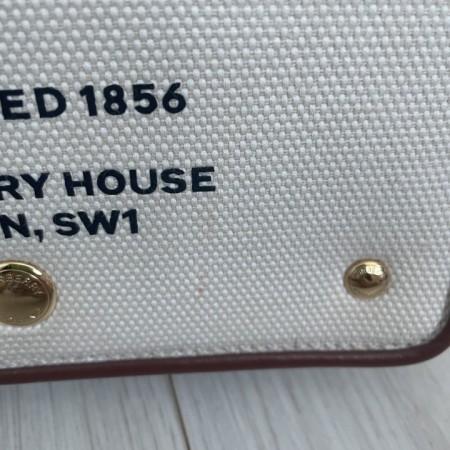 ED 1856
RY HOUSE
N, SW1